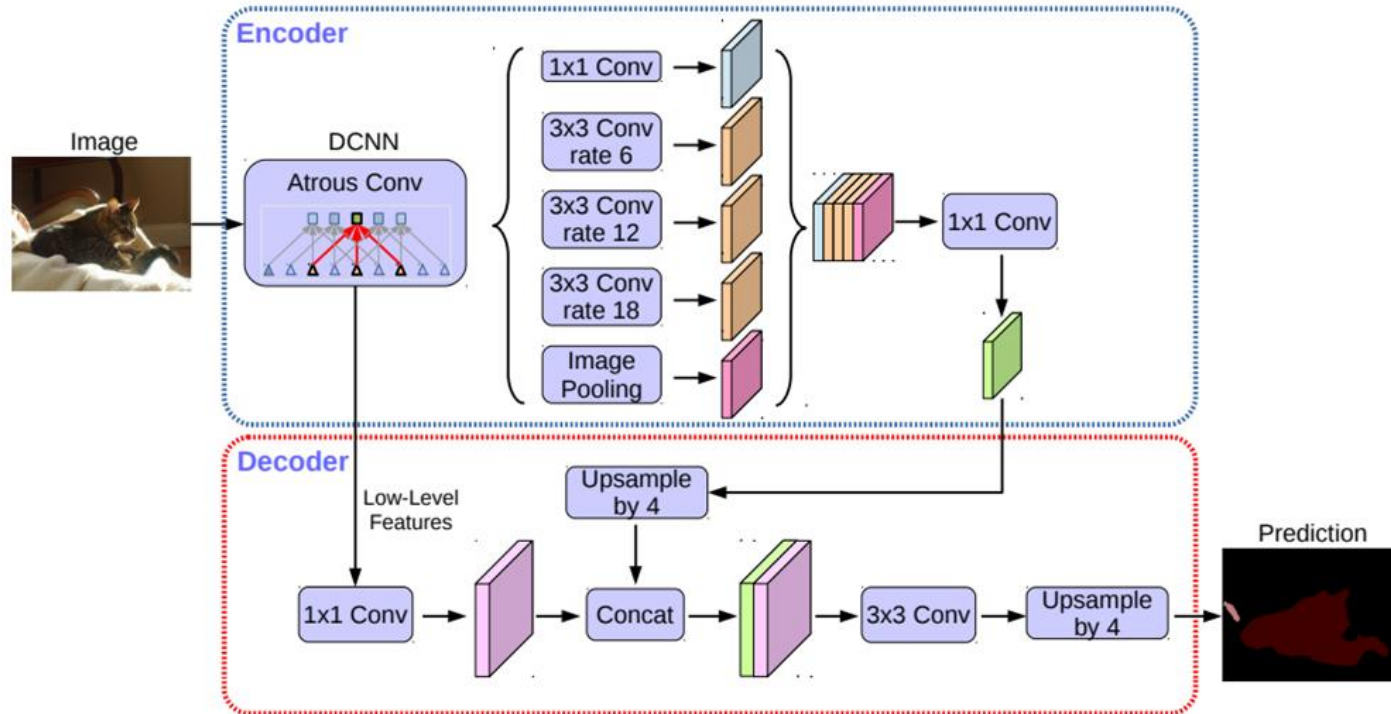 Encoder
Image
DCNN
Atrous Conv
1x1 Conv
3x3 Conv
rate 6
3x3 Conv
rate 12
3x3 Conv
rate 18
Image
Pooling
1x1 Conv
Decoder
Low-Level
Features
Upsample
by 4
1x1 Conv
Concat
3x3 Conv
Upsample
by 4
Prediction